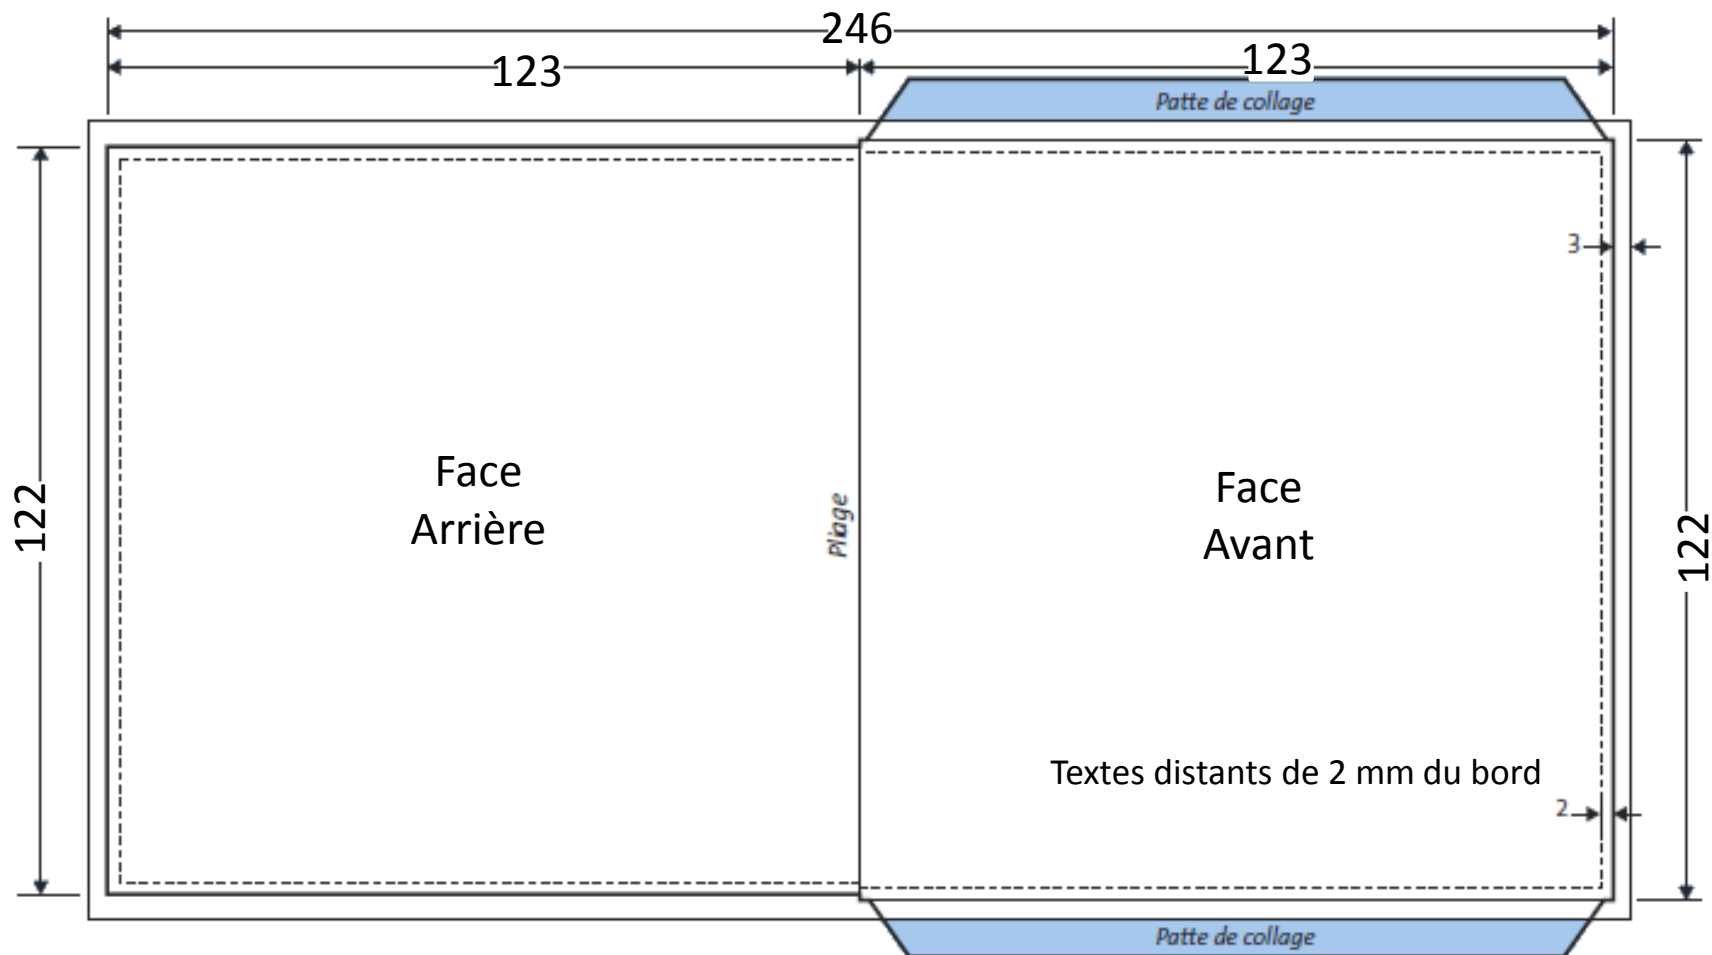 246
123
123
Patte de collage
3
Face
Arrière
122
Pliage
Face
Avant
122
Textes distants de 2 mm du bord
2
Patte de collage